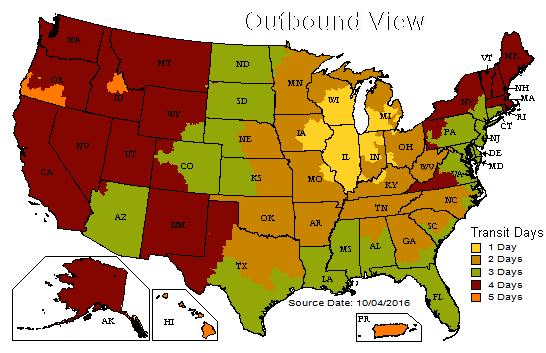 Outbound View
WA
MT
ND
MN
VT
ME
OR
ID
WY
SD
WI
MI
NY
NH
MA
RI
CT
NV
UT
CO
NE
IA
IL
IN
OH
PA
NJ
DE
MD
CA
AZ
NM
KS
MO
KY
WV
VA
OK
AR
TN
NC
SC
TX
LA
MS
AL
GA
FL
Transit Days
1 Day
2 Days
3 Days
4 Days
5 Days
Source Date: 10/04/2016
AK
HI
PR